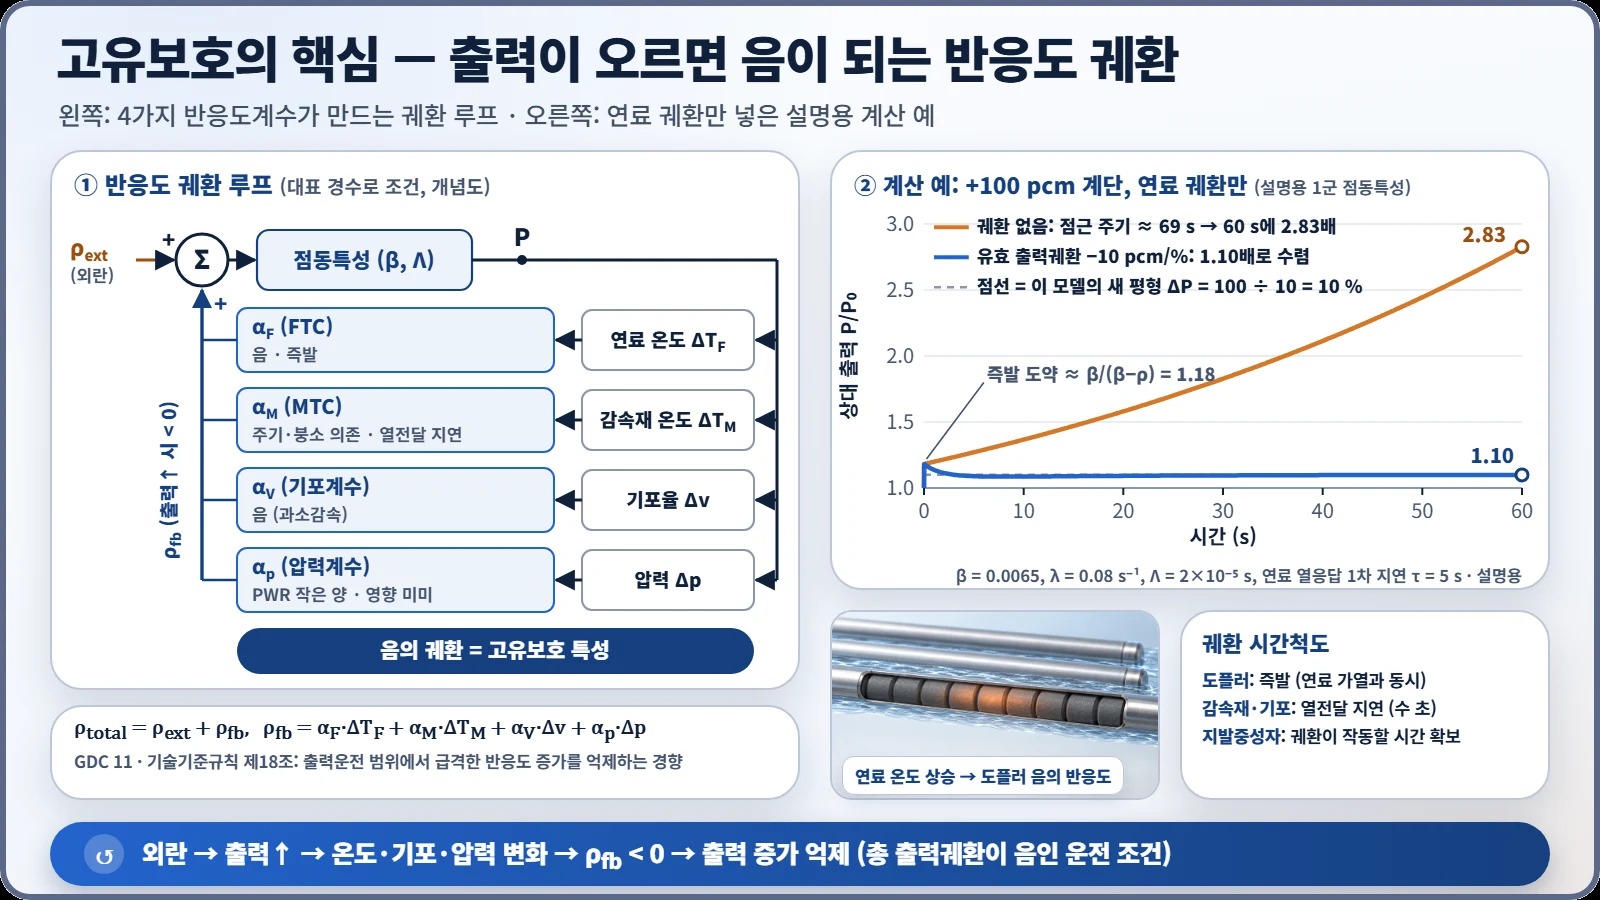 고유보호의 핵심 — 출력이 오르면 음이 되는 반응도 궤환
왼쪽: 4가지 반응도계수가 만드는 궤환 루프 · 오른쪽: 연료 궤환만 넣은 설명용 계산 예
① 반응도 궤환 루프 (대표 경수로 조건, 개념도)
ρext
(외란)
+
Σ
점동특성 (β, Λ)
P
+
αF (FTC)
음 · 즉발
연료 온도 ΔTF
αM (MTC)
주기·붕소 의존 · 열전달 지연
감속재 온도 ΔTM
αV (기포계수)
음 (과소감속)
기포율 Δv
αp (압력계수)
PWR 작은 양 · 영향 미미
압력 Δp
ρfb (출력↑ 시 < 0)
음의 궤환 = 고유보호 특성
ρtotal = ρext + ρfb, ρfb = αF·ΔTF + αM·ΔTM + αV·Δv + αp·Δp
GDC 11 · 기술기준규칙 제18조: 출력운전 범위에서 급격한 반응도 증가를 억제하는 경향
② 계산 예: +100 pcm 계단, 연료 궤환만 (설명용 1군 점동특성)
궤환 없음: 점근 주기 ≈ 69 s → 60 s에 2.83배
유효 출력궤환 −10 pcm/%: 1.10배로 수렴
점선 = 이 모델의 새 평형 ΔP = 100 ÷ 10 = 10 %
즉발 도약 ≈ β/(β−ρ) = 1.18
2.83
1.10
상대 출력 P/P₀
3.0
2.5
2.0
1.5
1.0
0 10 20 30 40 50 60
시간 (s)
β = 0.0065, λ = 0.08 s⁻¹, Λ = 2×10⁻⁵ s, 연료 열응답 1차 지연 τ = 5 s · 설명용
연료 온도 상승 → 도플러 음의 반응도
궤환 시간척도
도플러: 즉발 (연료 가열과 동시)
감속재·기포: 열전달 지연 (수 초)
지발중성자: 궤환이 작동할 시간 확보
↺ 외란 → 출력↑ → 온도·기포·압력 변화 → ρfb < 0 → 출력 증가 억제 (총 출력궤환이 음인 운전 조건)